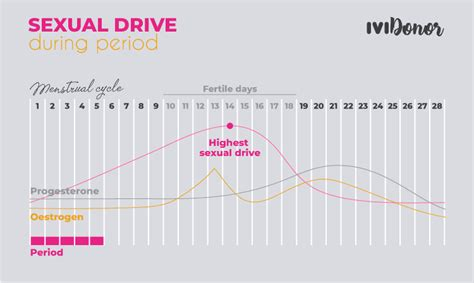 SEXUAL DRIVE
during period
IVIDonor
Menstrual cycle
Fertile days
1 2 3 4 5 6 7 8 9 10 11 12 13 14 15 16 17 18 19 20 21 22 23 24 25 26 27 28
Highest
sexual drive
Progesterone
Oestrogen
Period